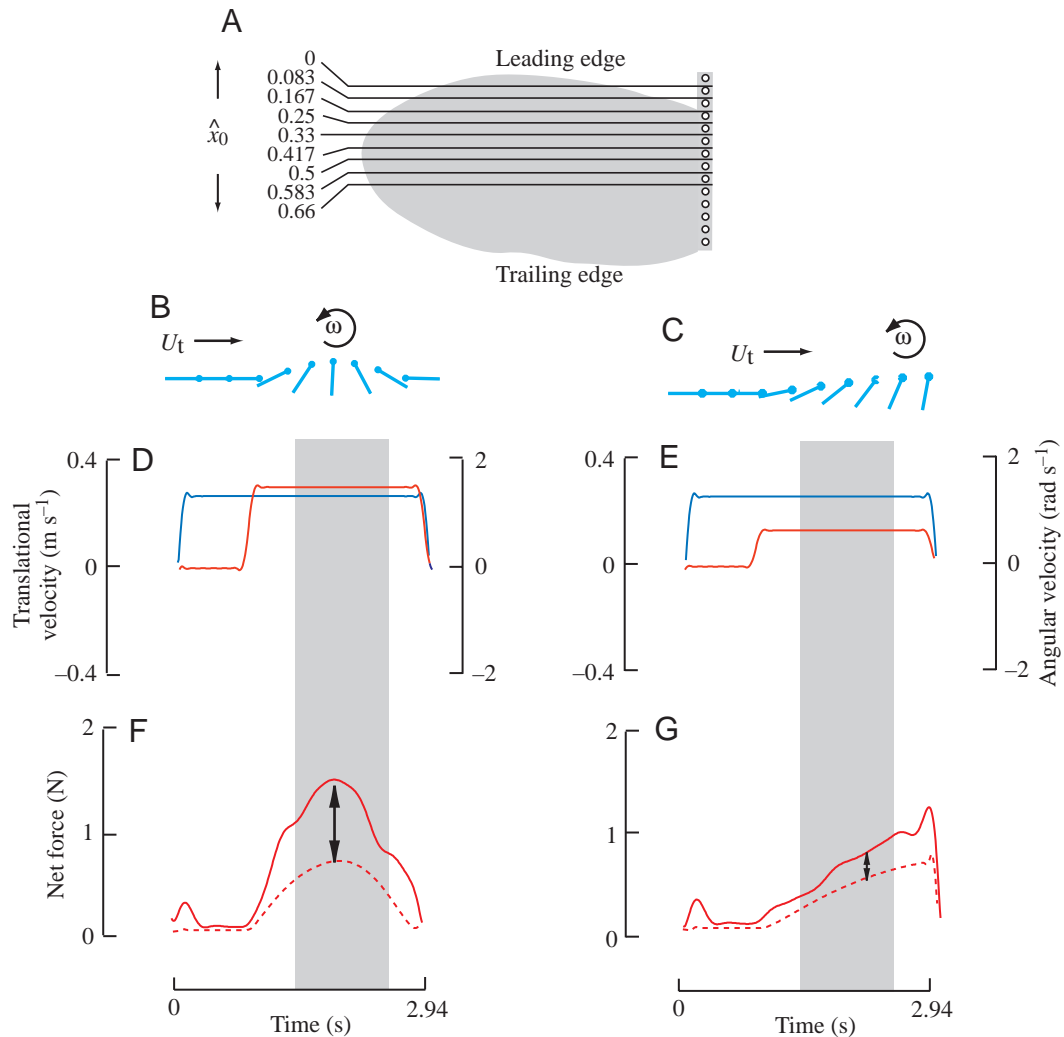 A
Leading edge
0
0.083
0.167
0.25
0.33
0.417
0.5
0.583
0.66
x̂0
Trailing edge
B
Ut
ω
C
Ut
ω
D
0.4
0
–0.4
Translational
velocity (m s–1)
2
0
–2
E
0.4
0
–0.4
2
0
–2
Angular velocity (rad s–1)
F
2
1
0
Net force (N)
G
2
1
0
0
2.94
Time (s)
0
2.94
Time (s)